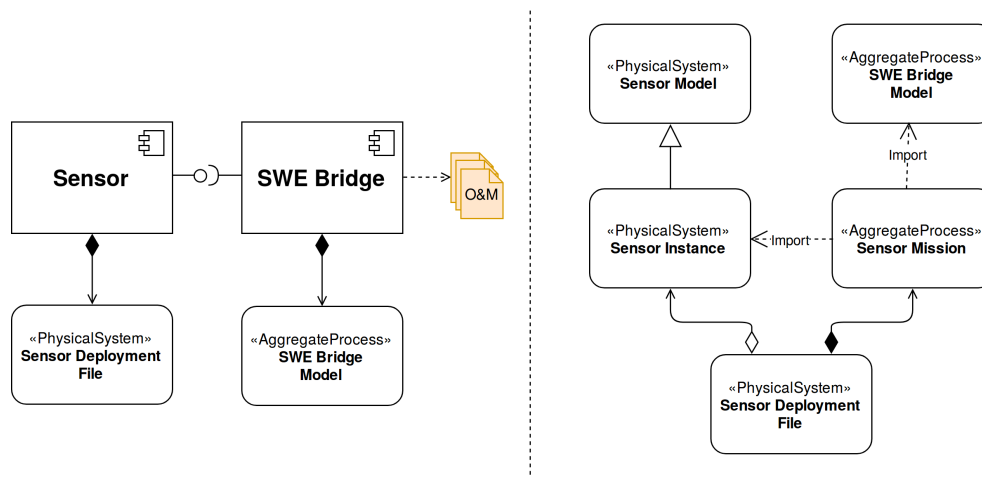 Sensor
SWE Bridge
O&M
«PhysicalSystem»
Sensor Deployment
File
«AggregateProcess»
SWE Bridge
Model
«PhysicalSystem»
Sensor Model
«AggregateProcess»
SWE Bridge
Model
Import
«PhysicalSystem»
Sensor Instance
Import
«AggregateProcess»
Sensor Mission
«PhysicalSystem»
Sensor Deployment
File